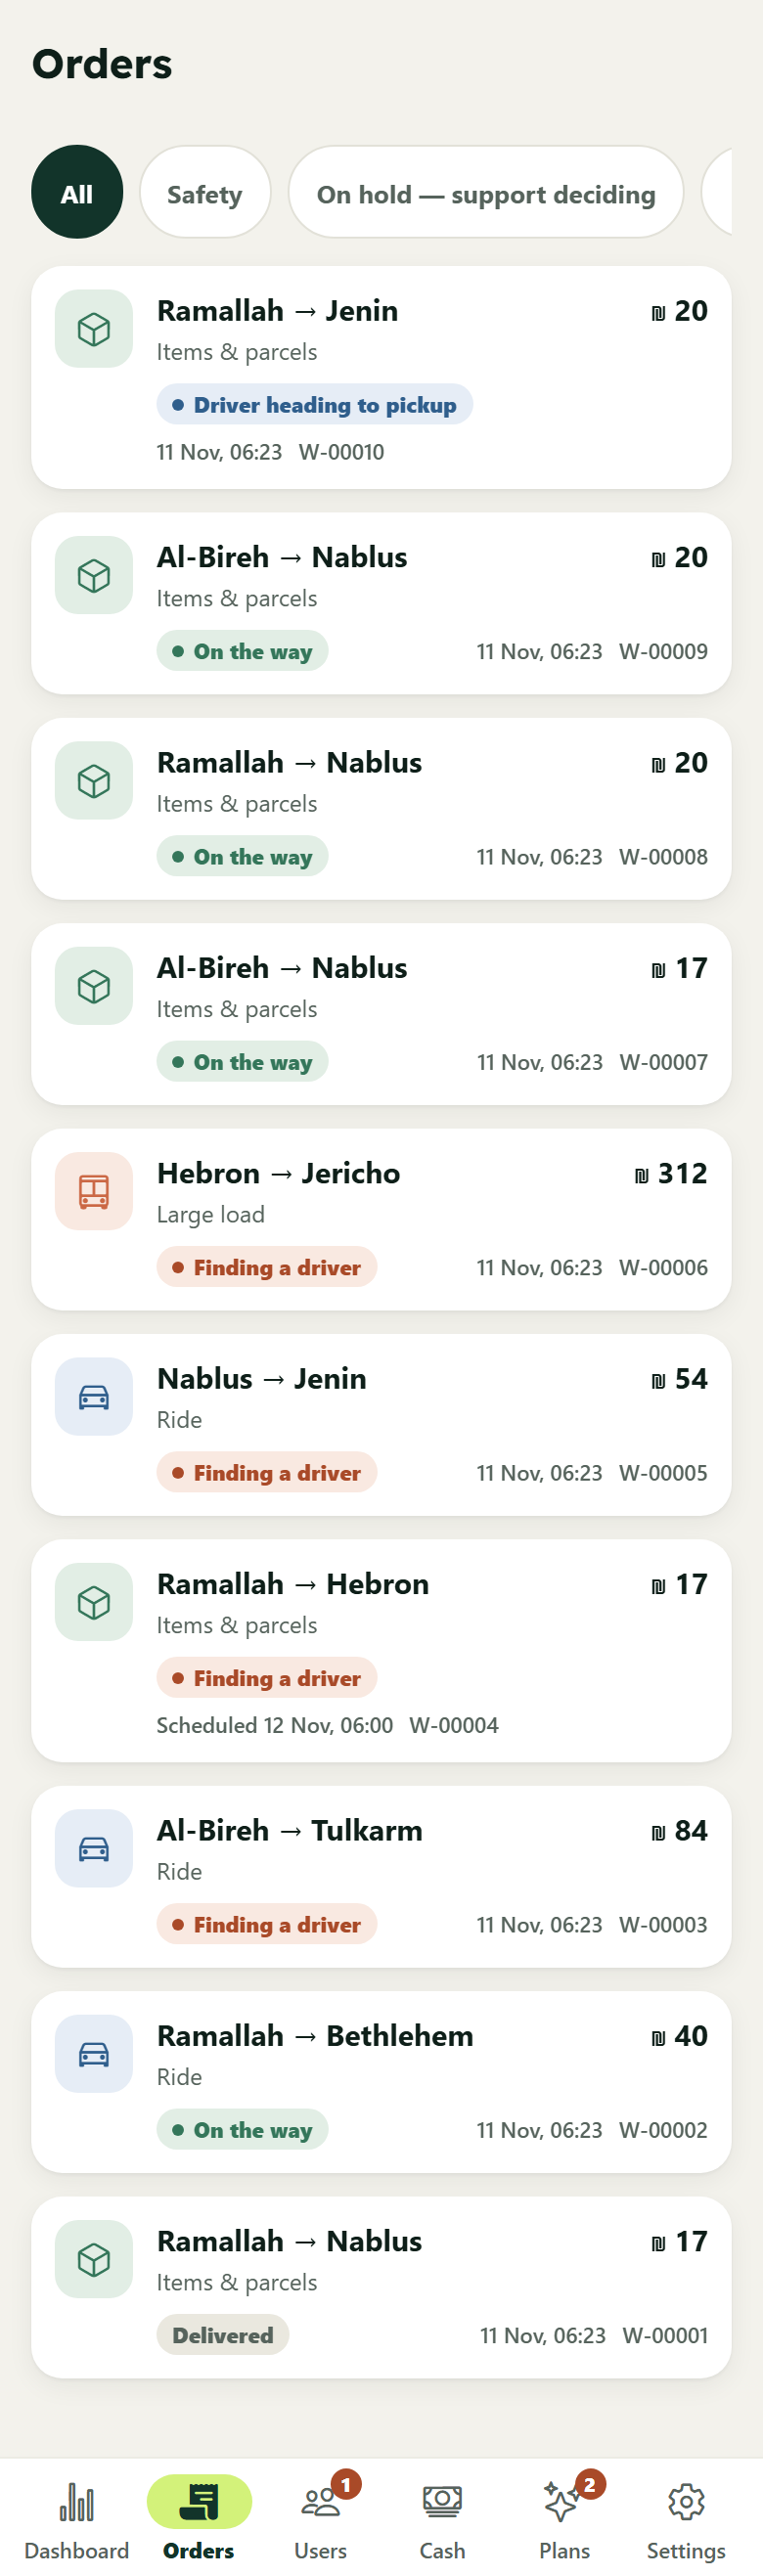 Orders
All
Safety
On hold — support deciding
Ramallah → Jenin ₪ 20
Items & parcels
Driver heading to pickup
11 Nov, 06:23 W-00010
Al-Bireh → Nablus ₪ 20
Items & parcels
On the way 11 Nov, 06:23 W-00009
Ramallah → Nablus ₪ 20
Items & parcels
On the way 11 Nov, 06:23 W-00008
Al-Bireh → Nablus ₪ 17
Items & parcels
On the way 11 Nov, 06:23 W-00007
Hebron → Jericho ₪ 312
Large load
Finding a driver 11 Nov, 06:23 W-00006
Nablus → Jenin ₪ 54
Ride
Finding a driver 11 Nov, 06:23 W-00005
Ramallah → Hebron ₪ 17
Items & parcels
Finding a driver
Scheduled 12 Nov, 06:00 W-00004
Al-Bireh → Tulkarm ₪ 84
Ride
Finding a driver 11 Nov, 06:23 W-00003
Ramallah → Bethlehem ₪ 40
Ride
On the way 11 Nov, 06:23 W-00002
Ramallah → Nablus ₪ 17
Items & parcels
Delivered 11 Nov, 06:23 W-00001
1 2
Dashboard Orders Users Cash Plans Settings